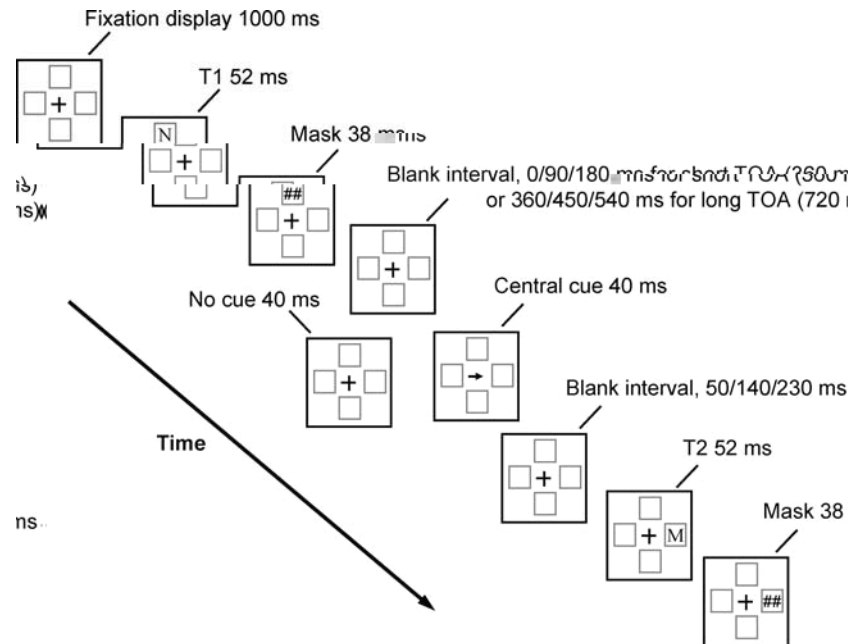 Fixation display 1000 ms
T1 52 ms
N
Mask 38
##
Blank interval, 0/90/180
or 360/450/540 ms for long TOA (720
No cue 40 ms
Central cue 40 ms
Blank interval, 50/140/230 ms
Time
T2 52 ms
M
ms
Mask 38
##